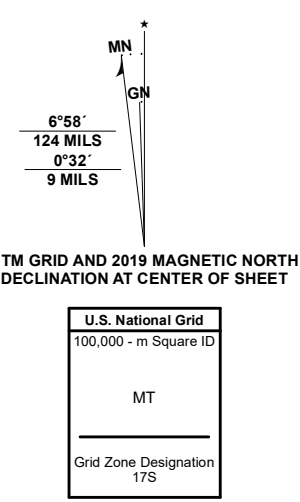 ★
MN
GN
6°58´
124 MILS
0°32´
9 MILS
TM GRID AND 2019 MAGNETIC NORTH
DECLINATION AT CENTER OF SHEET
U.S. National Grid
100,000 - m Square ID
MT
Grid Zone Designation
17S